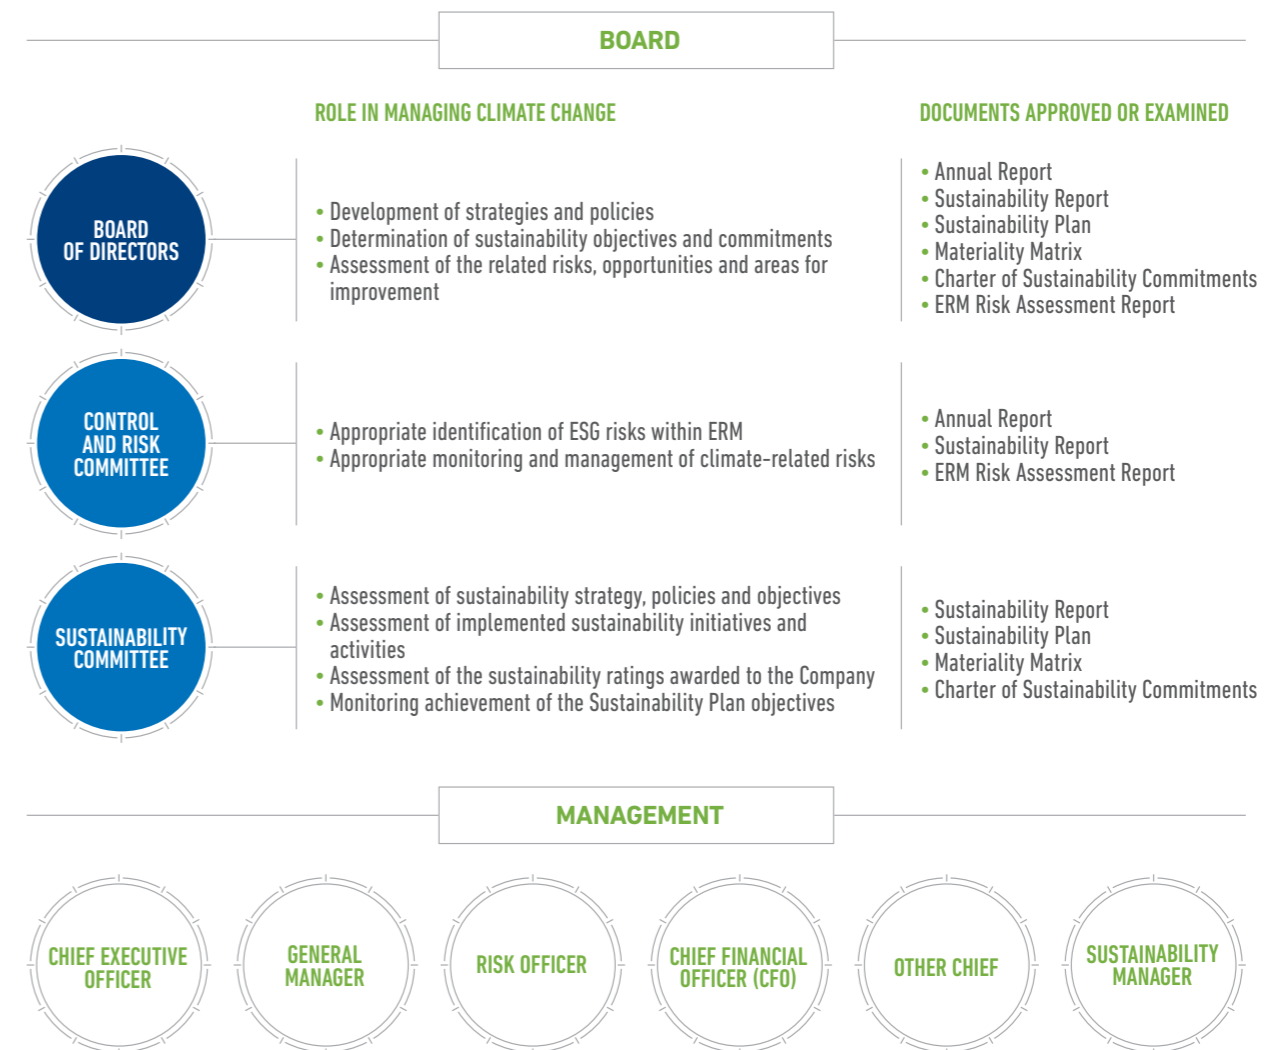 BOARD
ROLE IN MANAGING CLIMATE CHANGE
DOCUMENTS APPROVED OR EXAMINED
BOARD
OF DIRECTORS
• Development of strategies and policies
• Determination of sustainability objectives and commitments
• Assessment of the related risks, opportunities and areas for
improvement
• Annual Report
• Sustainability Report
• Sustainability Plan
• Materiality Matrix
• Charter of Sustainability Commitments
• ERM Risk Assessment Report
CONTROL
AND RISK
COMMITTEE
• Appropriate identification of ESG risks within ERM
• Appropriate monitoring and management of climate-related risks
• Annual Report
• Sustainability Report
• ERM Risk Assessment Report
SUSTAINABILITY
COMMITTEE
• Assessment of sustainability strategy, policies and objectives
• Assessment of implemented sustainability initiatives and
activities
• Assessment of the sustainability ratings awarded to the Company
• Monitoring achievement of the Sustainability Plan objectives
• Sustainability Report
• Sustainability Plan
• Materiality Matrix
• Charter of Sustainability Commitments
MANAGEMENT
CHIEF EXECUTIVE
OFFICER
GENERAL
MANAGER
RISK OFFICER
CHIEF FINANCIAL
OFFICER (CFO)
OTHER CHIEF
SUSTAINABILITY
MANAGER